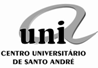 uni
CENTRO UNIVERSITÁRIO
DE SANTO ANDRÉ